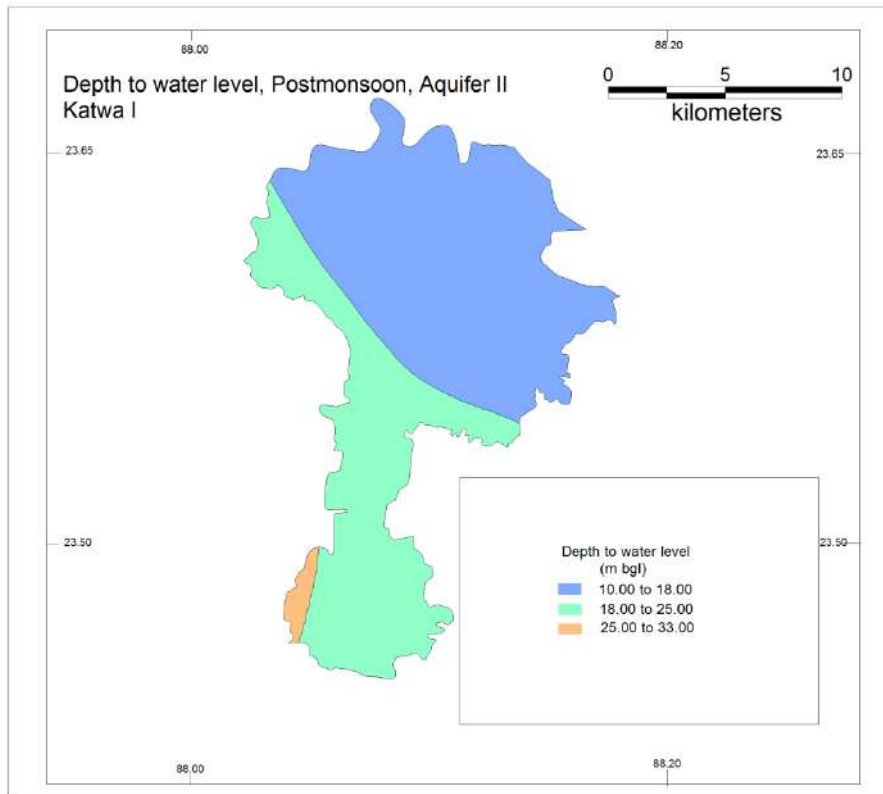 88.00
88.20
Depth to water level, Postmonsoon, Aquifer II
Katwa I
0 5 10
kilometers
23.65
23.65
23.50
23.50
Depth to water level
(m bgl)
10.00 to 18.00
18.00 to 25.00
25.00 to 33.00
88.00
88.20